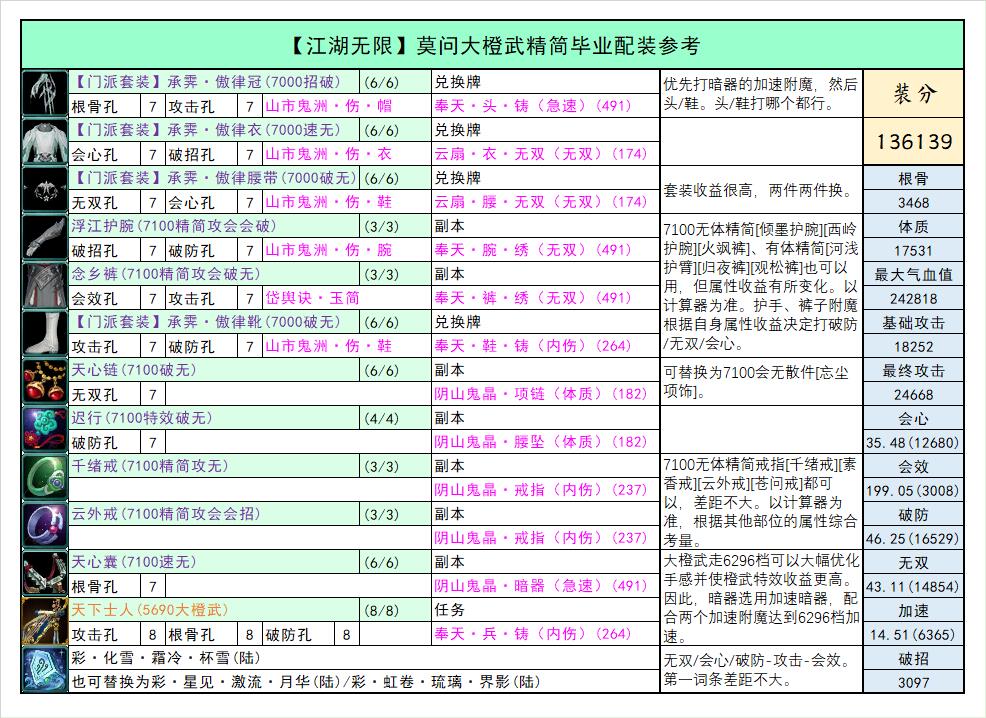 【江湖无限】莫问大橙武精简毕业配装参考
【门派套装】承霁·傲律冠(7000招破) (6/6) 兑换牌
根骨孔 7 攻击孔 7 山市鬼洲·伤·帽 奉天·头·铸（急速）(491)
优先打暗器的加速附魔，然后
头/鞋。头/鞋打哪个都行。
装分
136139
【门派套装】承霁·傲律衣(7000速无) (6/6) 兑换牌
会心孔 7 破招孔 7 山市鬼洲·伤·衣 云扇·衣·无双（无双）(174)
【门派套装】承霁·傲律腰带(7000破无) (6/6) 兑换牌
无双孔 7 会心孔 7 山市鬼洲·伤·鞋 云扇·腰·无双（无双）(174)
套装收益很高，两件两件换。
根骨
3468
浮江护腕(7100精简攻会会破) (3/3) 副本
破招孔 7 破防孔 7 山市鬼洲·伤·腕 奉天·腕·绣（无双）(491)
体质
17531
念乡裤(7100精简攻会破无) (3/3) 副本
会效孔 7 攻击孔 7 岱舆诀·玉简 奉天·裤·绣（无双）(491)
最大气血值
242818
【门派套装】承霁·傲律靴(7000破无) (6/6) 兑换牌
攻击孔 7 破防孔 7 山市鬼洲·伤·鞋 奉天·鞋·铸（内伤）(264)
7100无体精简[倾墨护腕][西岭
护腕][火飒裤]、有体精简[河浅
护臂][归夜裤][观松裤]也可以
用，但属性收益有所变化。以
计算器为准。护手、裤子附魔
根据自身属性收益决定打破防
/无双/会心。
基础攻击
18252
天心链(7100破无) (6/6) 副本
无双孔 7 阴山鬼晶·项链（体质）(182)
可替换为7100会无散件[忘尘
项饰]。
最终攻击
24668
迟行(7100特效破无) (4/4) 副本
破防孔 7 阴山鬼晶·腰坠（体质）(182)
会心
35.48(12680)
千绪戒(7100精简攻无) (3/3) 副本
阴山鬼晶·戒指（内伤）(237)
会效
199.05(3008)
云外戒(7100精简攻会会招) (3/3) 副本
阴山鬼晶·戒指（内伤）(237)
7100无体精简戒指[千绪戒][素
香戒][云外戒][苍问戒]都可
以，差距不大。以计算器为
准，根据其他部位的属性综合
考量。
破防
46.25(16529)
天心囊(7100速无) (6/6) 副本
根骨孔 7 阴山鬼晶·暗器（急速）(491)
无双
43.11(14854)
天下士人(5690大橙武) (8/8) 任务
攻击孔 8 根骨孔 8 破防孔 8 奉天·兵·铸（内伤）(264)
大橙武走6296档可以大幅优化
手感并使橙武特效收益更高。
因此，暗器选用加速暗器，配
合两个加速附魔达到6296档加
速。
加速
14.51(6365)
彩·化雪·霜冷·杯雪(陆)
也可替换为彩·星见·激流·月华(陆)/彩·虹卷·琉璃·界影(陆)
无双/会心/破防-攻击-会效。
第一词条差距不大。
破招
3097